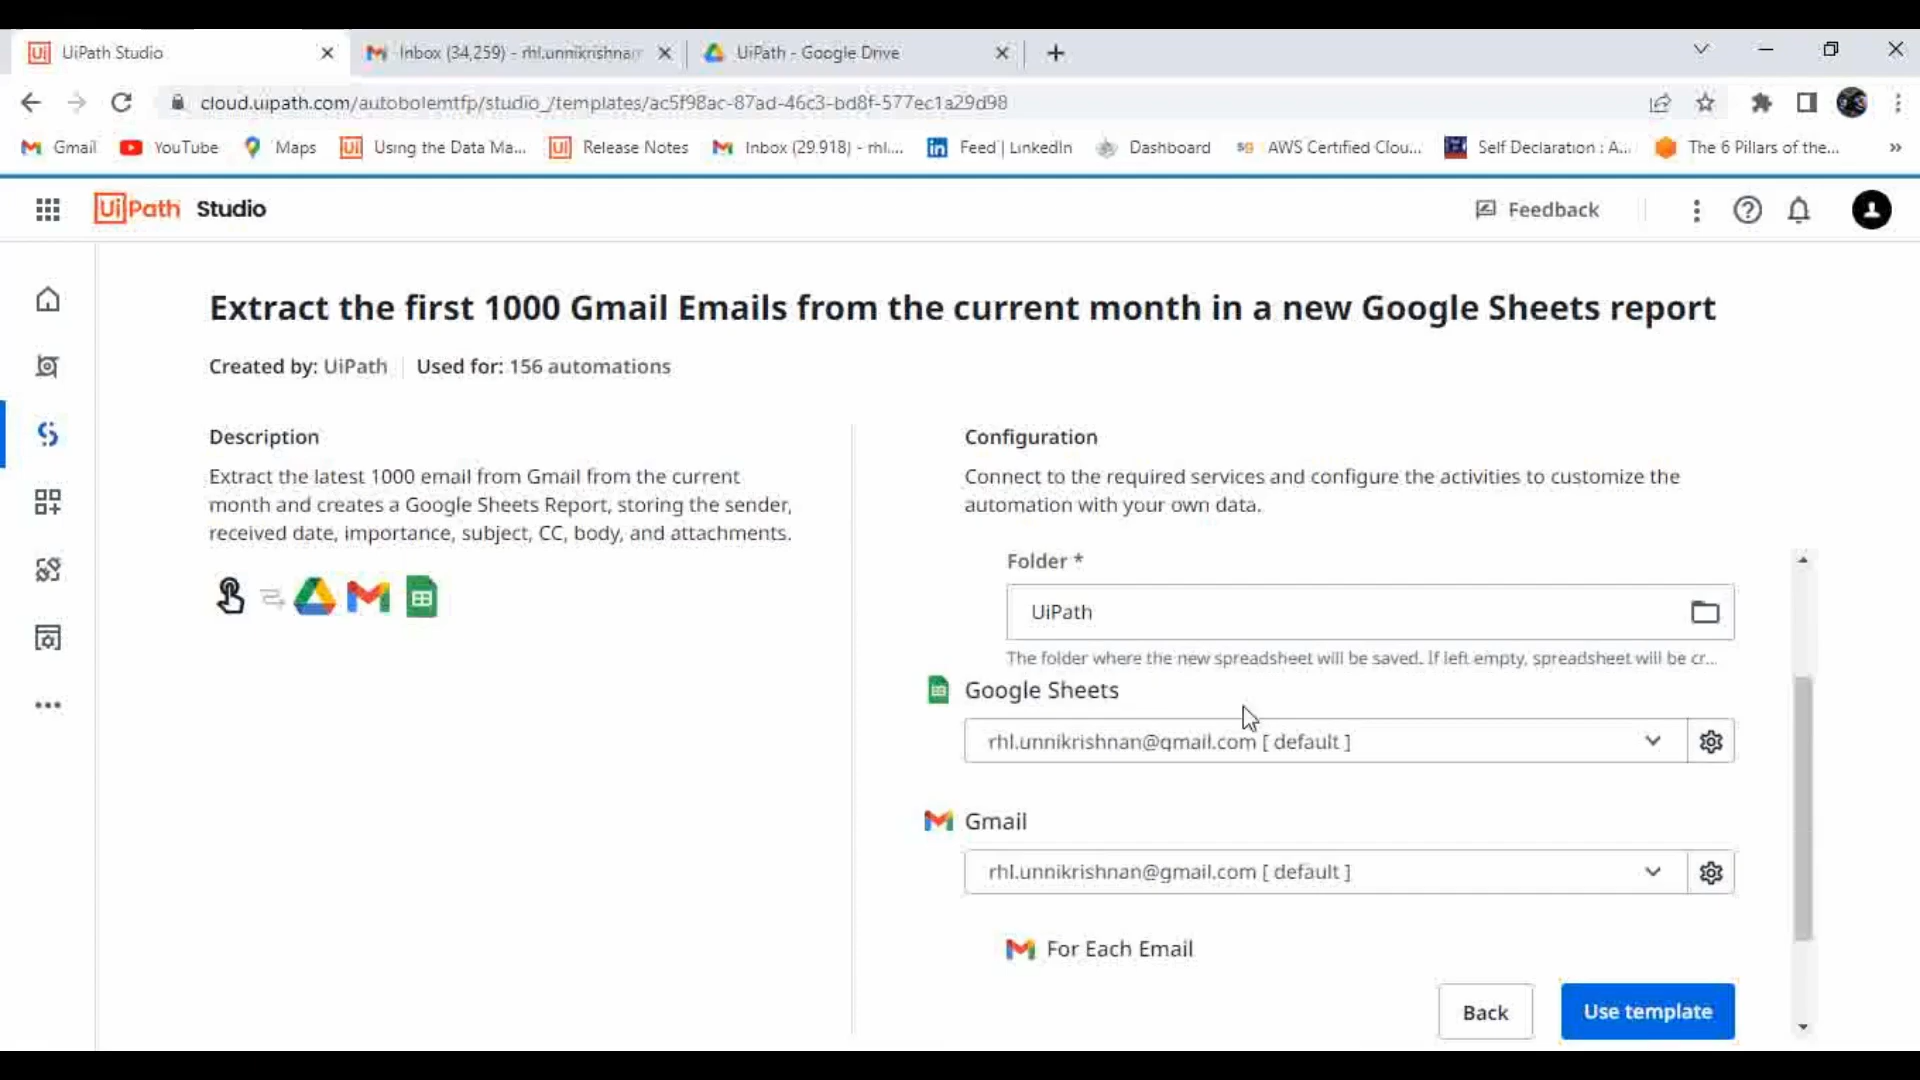 UiPath Studio
Inbox (34,259) - rhl.unnikrishnan
UiPath - Google Drive
cloud.uipath.com/autobolemtfp/studio_/templates/ac5f98ac-87ad-46c3-bd8f-577ec1a29d98
Gmail
YouTube
Maps
Using the Data Ma...
Release Notes
Inbox (29,918) - rhl....
Feed | LinkedIn
Dashboard
AWS Certified Clou...
Self Declaration : A...
The 6 Pillars of the...
UiPath Studio
Feedback
Extract the first 1000 Gmail Emails from the current month in a new Google Sheets report
Created by: UiPath
Used for: 156 automations
Description
Extract the latest 1000 email from Gmail from the current
month and creates a Google Sheets Report, storing the sender,
received date, importance, subject, CC, body, and attachments.
Configuration
Connect to the required services and configure the activities to customize the
automation with your own data.
Folder *
UiPath
The folder where the new spreadsheet will be saved. If left empty, spreadsheet will be cr...
Google Sheets
rhl.unnikrishnan@gmail.com [ default ]
Gmail
rhl.unnikrishnan@gmail.com [ default ]
For Each Email
Back
Use template